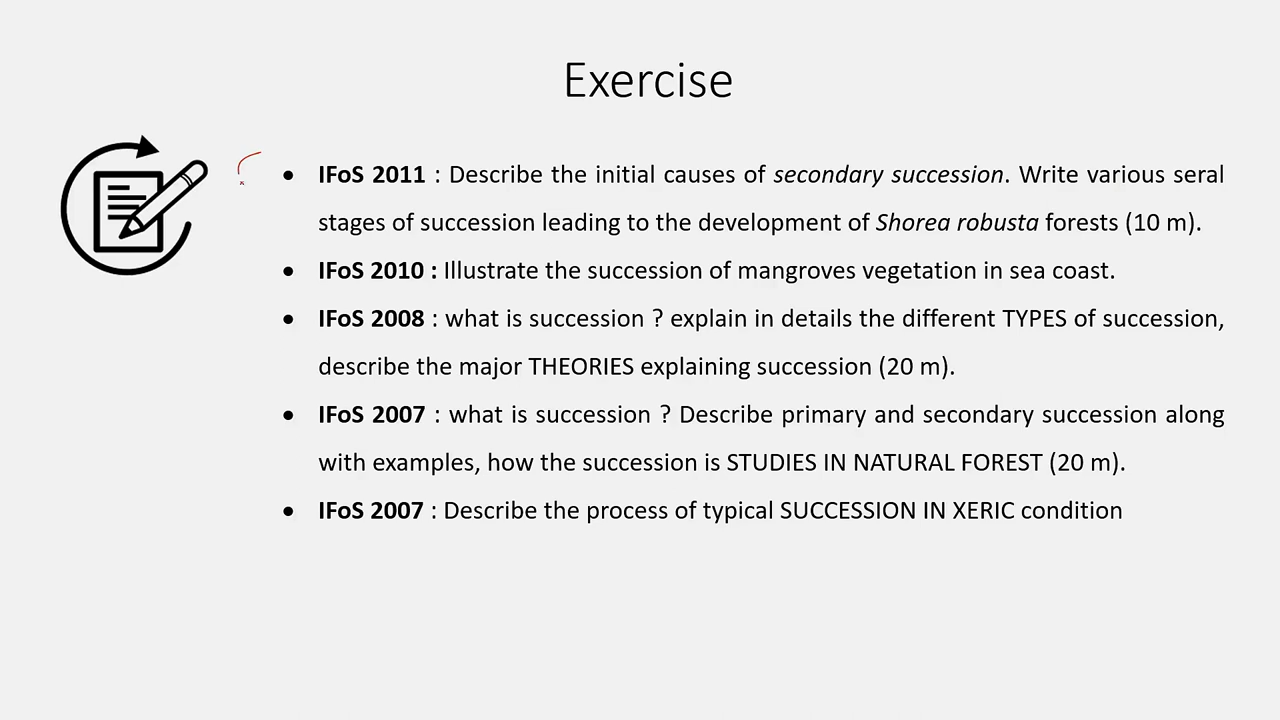 Exercise
• IFoS 2011 : Describe the initial causes of secondary succession. Write various seral
stages of succession leading to the development of Shorea robusta forests (10 m).
• IFoS 2010 : Illustrate the succession of mangroves vegetation in sea coast.
• IFoS 2008 : what is succession ? explain in details the different TYPES of succession,
describe the major THEORIES explaining succession (20 m).
• IFoS 2007 : what is succession ? Describe primary and secondary succession along
with examples, how the succession is STUDIES IN NATURAL FOREST (20 m).
• IFoS 2007 : Describe the process of typical SUCCESSION IN XERIC condition